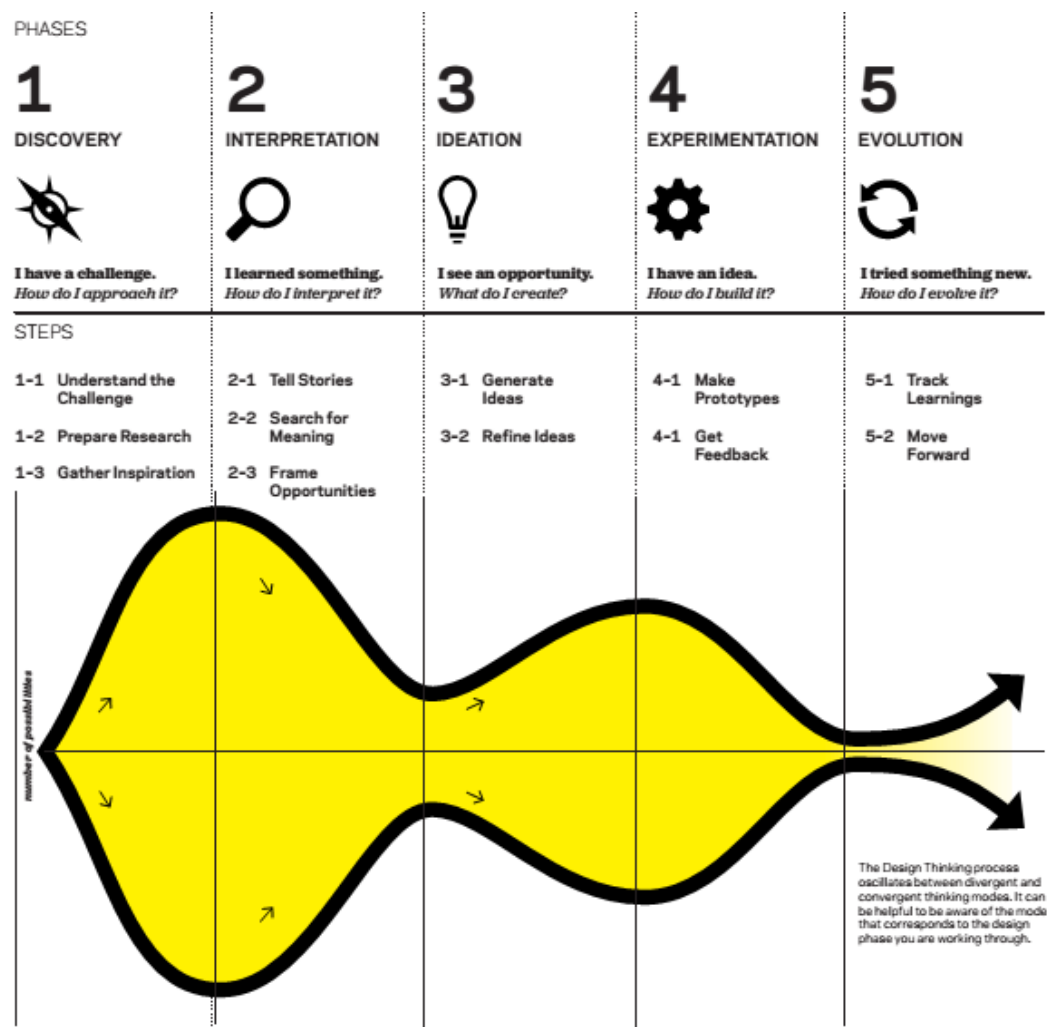 PHASES
1
DISCOVERY
I have a challenge.
How do I approach it?
2
INTERPRETATION
I learned something.
How do I interpret it?
3
IDEATION
I see an opportunity.
What do I create?
4
EXPERIMENTATION
I have an idea.
How do I build it?
5
EVOLUTION
I tried something new.
How do I evolve it?
STEPS
1-1 Understand the
Challenge
1-2 Prepare Research
1-3 Gather Inspiration
2-1 Tell Stories
2-2 Search for
Meaning
2-3 Frame
Opportunities
3-1 Generate
Ideas
3-2 Refine Ideas
4-1 Make
Prototypes
4-1 Get
Feedback
5-1 Track
Learnings
5-2 Move
Forward
number of possibilities
The Design Thinking process
oscillates between divergent and
convergent thinking modes. It can
be helpful to be aware of the mode
that corresponds to the design
phase you are working through.